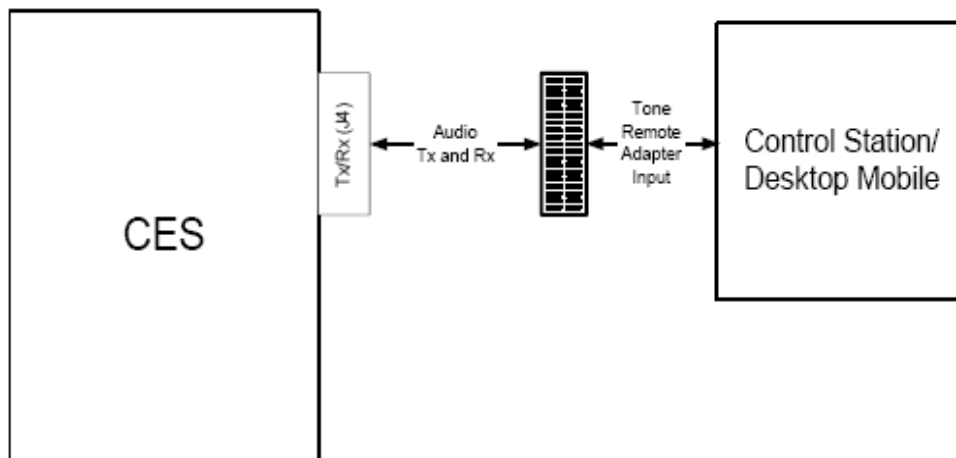 CES
Tx/Rx (J4)
Audio
Tx and Rx
Tone
Remote
Adapter
Input
Control Station/
Desktop Mobile